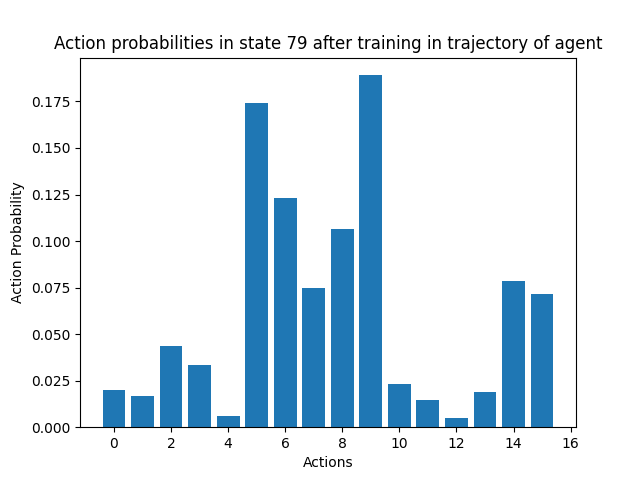 Action probabilities in state 79 after training in trajectory of agent
Action Probability
0.175
0.150
0.125
0.100
0.075
0.050
0.025
0.000
0 2 4 6 8 10 12 14 16
Actions